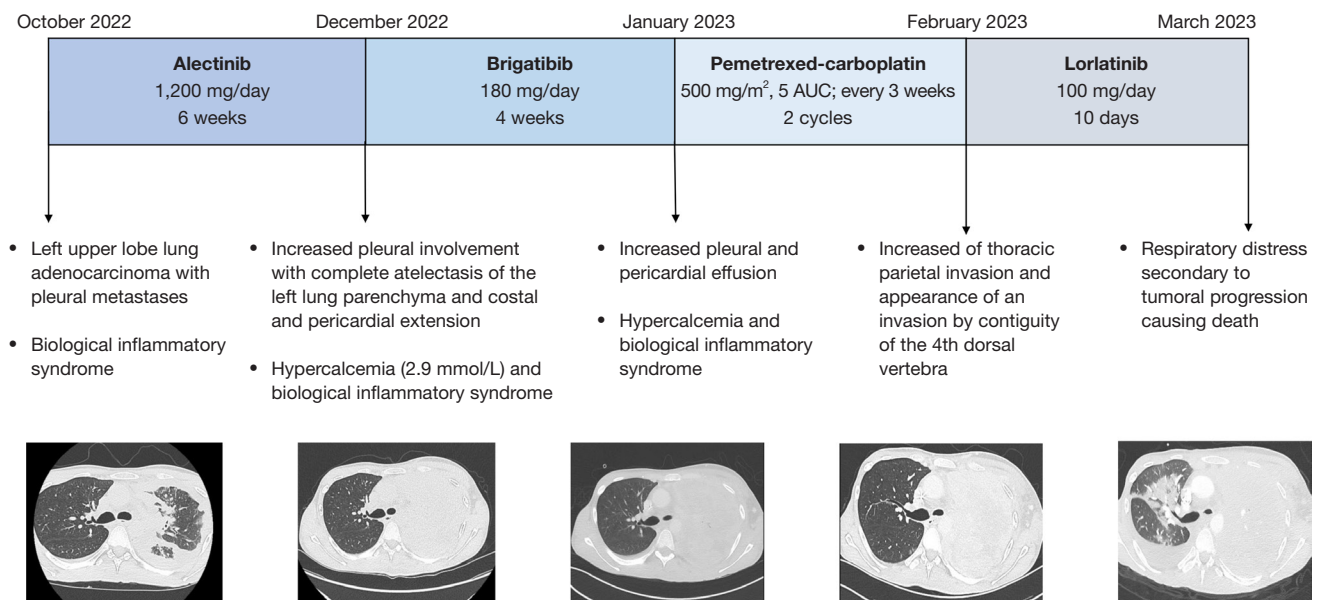 October 2022
December 2022
January 2023
February 2023
March 2023
Alectinib
1,200 mg/day
6 weeks
Brigatibib
180 mg/day
4 weeks
Pemetrexed-carboplatin
500 mg/m², 5 AUC; every 3 weeks
2 cycles
Lorlatinib
100 mg/day
10 days
• Left upper lobe lung
adenocarcinoma with
pleural metastases
• Biological inflammatory
syndrome
• Increased pleural involvement
with complete atelectasis of the
left lung parenchyma and costal
and pericardial extension
• Hypercalcemia (2.9 mmol/L) and
biological inflammatory syndrome
• Increased pleural and
pericardial effusion
• Hypercalcemia and
biological inflammatory
syndrome
• Increased of thoracic
parietal invasion and
appearance of an
invasion by contiguity
of the 4th dorsal
vertebra
• Respiratory distress
secondary to
tumoral progression
causing death